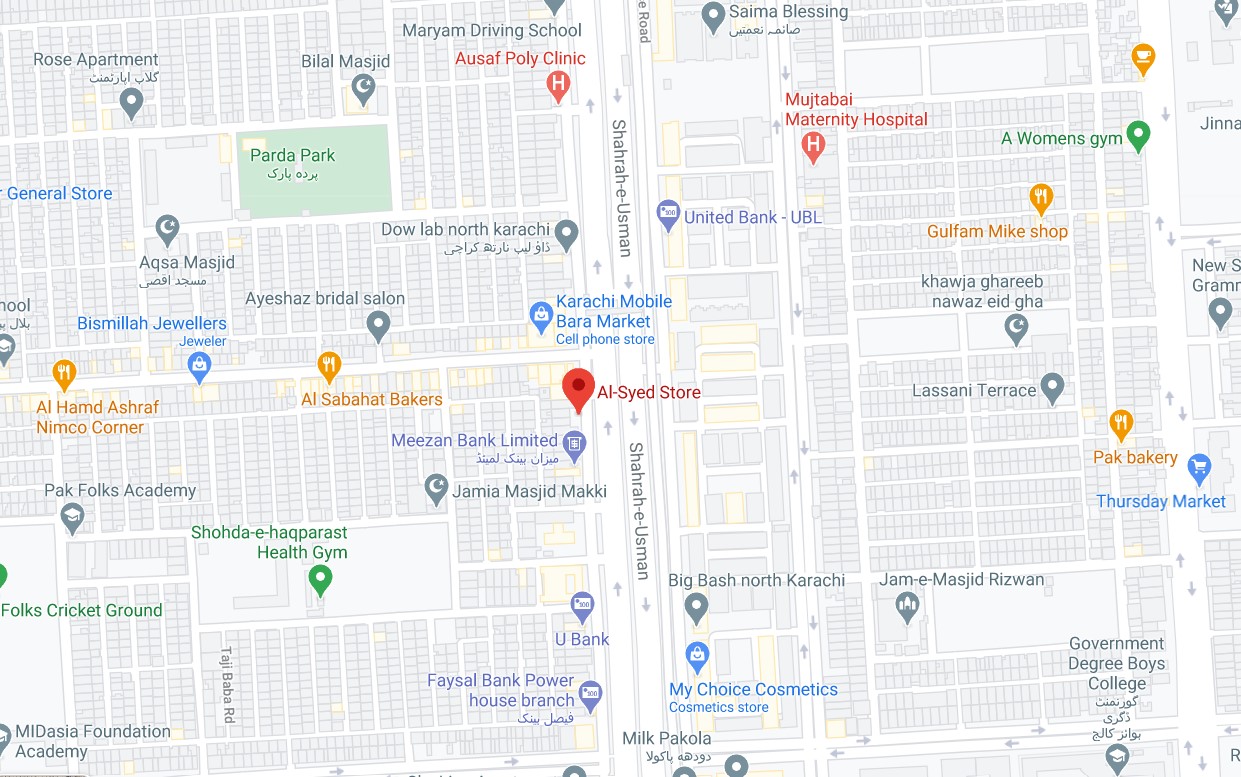 Saima Blessing
صائمہ نعمتیں
Maryam Driving School
e Road
Rose Apartment
گلاب اپارٹمنٹ
Bilal Masjid
Ausaf Poly Clinic
Mujtabai
Maternity Hospital
Jinna
A Womens gym
Shahrah-e-Usman
Parda Park
پرده پارک
r General Store
United Bank - UBL
Gulfam Mike shop
Dow lab north karachi
ڈاؤ لیب نارتھ کراچی
Aqsa Masjid
مسجد اقصی
New S
Gramr
khawja ghareeb
nawaz eid gha
Ayeshaz bridal salon
hool
Karachi Mobile
Bara Market
Cell phone store
Bismillah Jewellers
Jeweler
Al-Syed Store
Lassani Terrace
Al Sabahat Bakers
Al Hamd Ashraf
Nimco Corner
Meezan Bank Limited
میزان بینک لمیٹڈ
Pak bakery
Thursday Market
Pak Folks Academy
Jamia Masjid Makki
Shahrah-e-Usman
Shohda-e-haqparast
Health Gym
Big Bash north Karachi
Jam-e-Masjid Rizwan
Folks Cricket Ground
U Bank
Government
Degree Boys
College
گورنمنٹ
ڈگری
بوائز کالج
Taji Baba Rd
Faysal Bank Power
house branch
فیصل بینک
My Choice Cosmetics
Cosmetics store
MIDasia Foundation
Academy
Milk Pakola
دودھ پاکولا
R